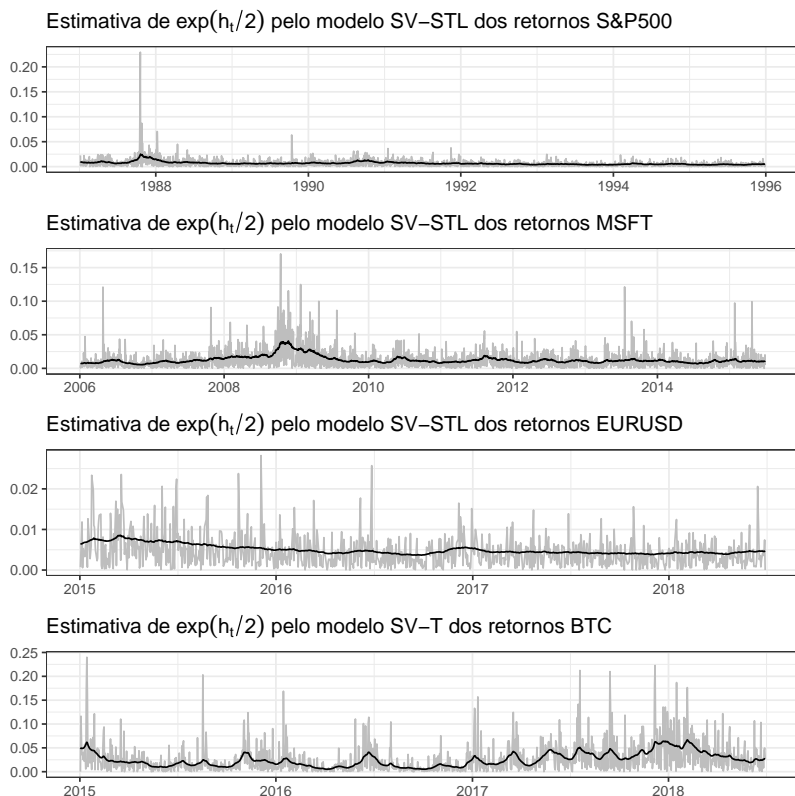 Estimativa de exp(hₜ/2) pelo modelo SV−STL dos retornos S&P500
0.20
0.15
0.10
0.05
0.00
1988 1990 1992 1994 1996
Estimativa de exp(hₜ/2) pelo modelo SV−STL dos retornos MSFT
0.15
0.10
0.05
0.00
2006 2008 2010 2012 2014
Estimativa de exp(hₜ/2) pelo modelo SV−STL dos retornos EURUSD
0.02
0.01
0.00
2015 2016 2017 2018
Estimativa de exp(hₜ/2) pelo modelo SV−T dos retornos BTC
0.25
0.20
0.15
0.10
0.05
0.00
2015 2016 2017 2018